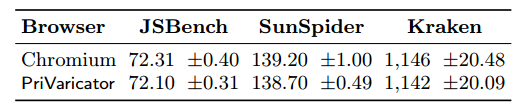 Browser JSBench SunSpider Kraken
Chromium 72.31 ±0.40 139.20 ±1.00 1,146 ±20.48
PriVaricator 72.10 ±0.31 138.70 ±0.49 1,142 ±20.09